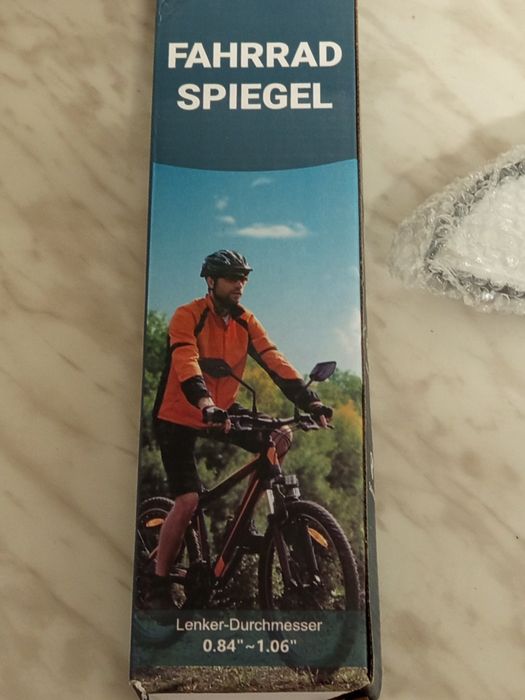 FAHRRAD
SPIEGEL
Lenker-Durchmesser
0.84"~1.06"